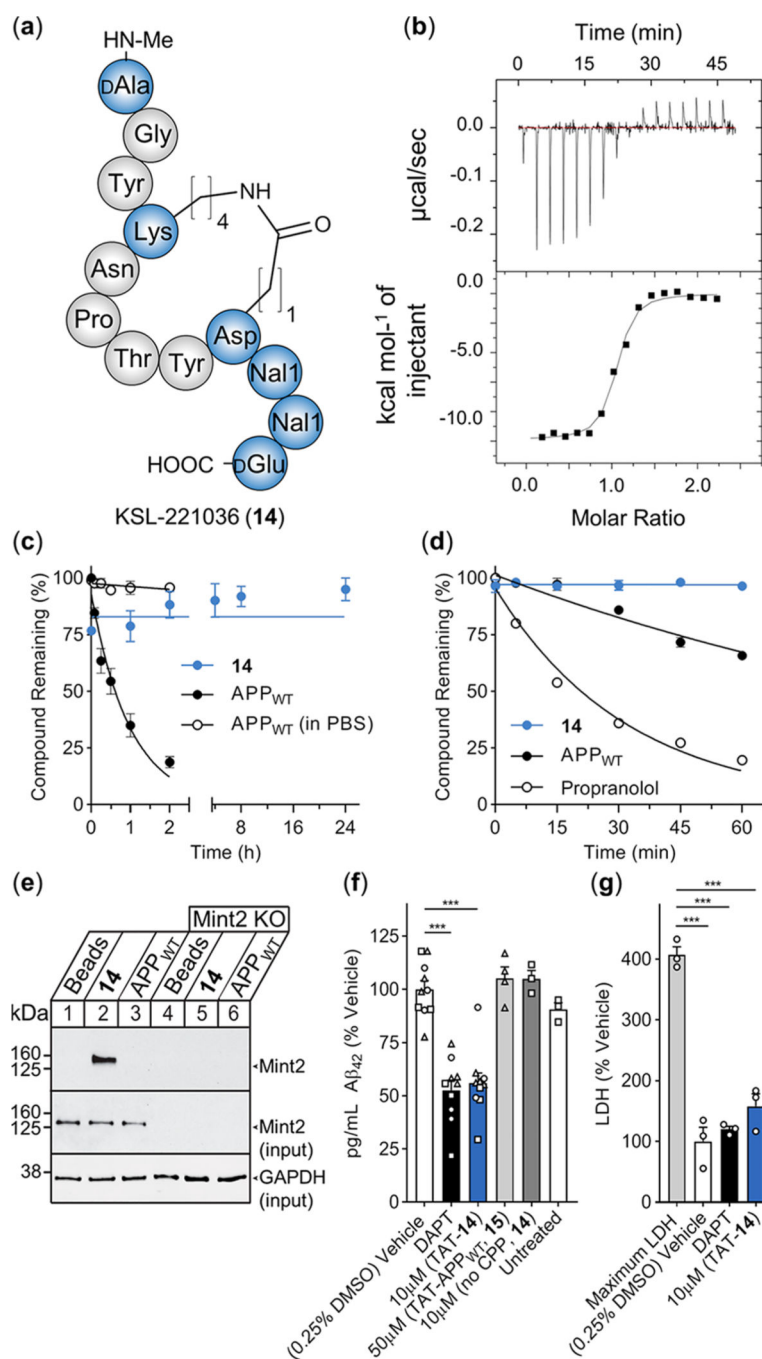 (a)
HN-Me
DAla
Gly
Tyr
Lys
NH
4
O
Asn
1
Pro
Asp
Thr
Tyr
Nal1
Nal1
HOOC
DGlu
KSL-221036 (14)
(b)
Time (min)
0 15 30 45
0.0
-0.1
-0.2
µcal/sec
0.0
-5.0
-10.0
kcal mol-¹ of
injectant
0.0 1.0 2.0
Molar Ratio
(c)
100
75
50
25
0
Compound Remaining (%)
14
APPWT
APPWT (in PBS)
0 1 2 8 16 24
Time (h)
(d)
100
75
50
25
0
Compound Remaining (%)
14
APPWT
Propranolol
0 15 30 45 60
Time (min)
(e)
Mint2 KO
Beads 14 APPWT Beads 14 APPWT
kDa 1 2 3 4 5 6
160
125
Mint2
160
125
Mint2
(input)
38
GAPDH
(input)
(f)
***
***
125
100
75
50
25
0
pg/mL Aβ42 (% Vehicle)
(0.25% DMSO) Vehicle
DAPT
10µM (TAT-14)
50µM (TAT-APPWT, 15)
10µM (no CPP, 14)
Untreated
(g)
***
***
***
400
300
200
100
0
LDH (% Vehicle)
Maximum LDH
(0.25% DMSO) Vehicle
DAPT
10µM (TAT-14)